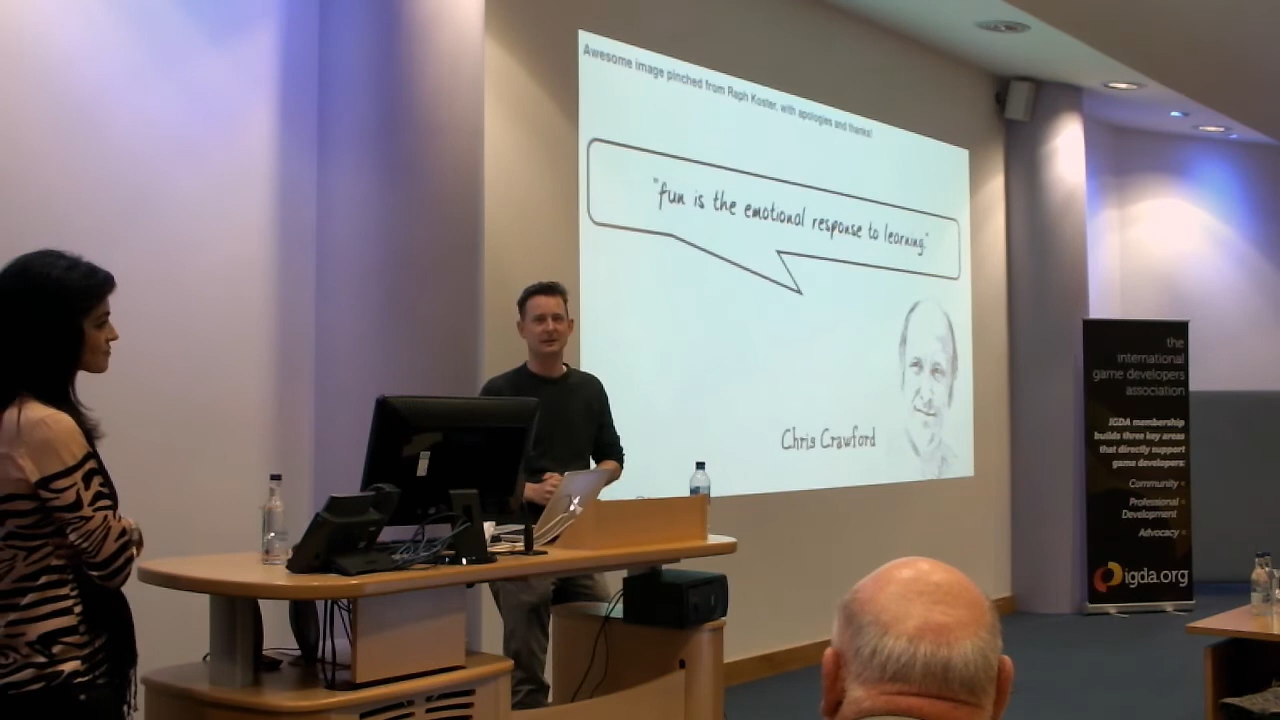 Awesome image pinched from Raph Koster, with apologies and thanks!
"fun is the emotional response to learning."
Chris Crawford
the
international
game developers
association
IGDA membership
builds three key areas
that directly support
game developers:
Community
Professional
Development
Advocacy
igda.org